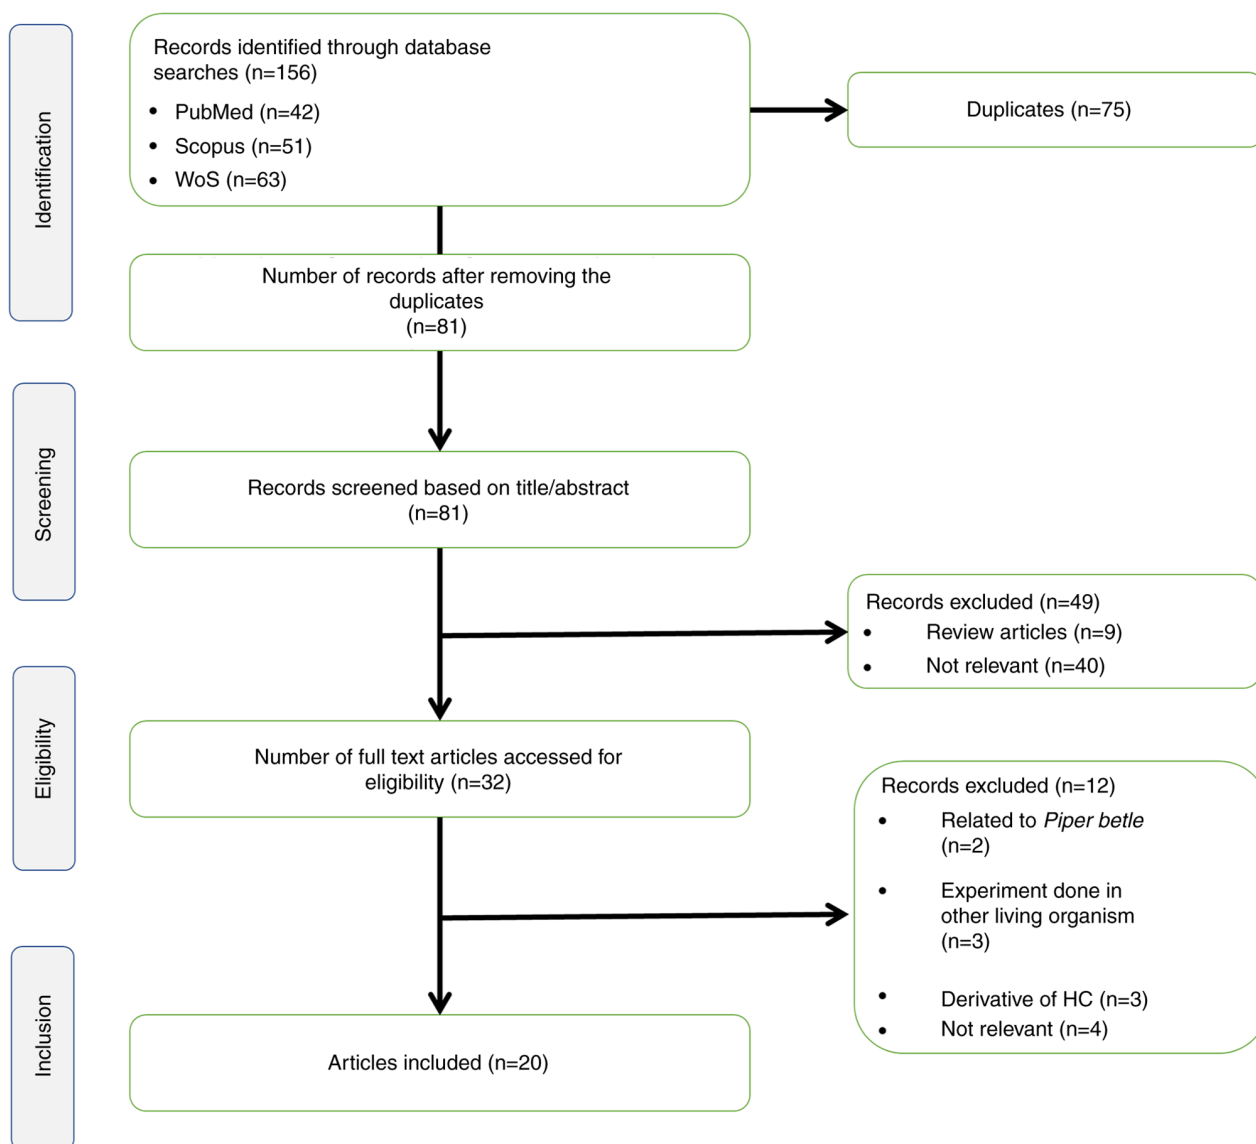 Identification
Records identified through database
searches (n=156)
• PubMed (n=42)
• Scopus (n=51)
• WoS (n=63)
Duplicates (n=75)
Number of records after removing the
duplicates
(n=81)
Screening
Records screened based on title/abstract
(n=81)
Records excluded (n=49)
• Review articles (n=9)
• Not relevant (n=40)
Eligibility
Number of full text articles accessed for
eligibility (n=32)
Records excluded (n=12)
• Related to Piper betle
(n=2)
• Experiment done in
other living organism
(n=3)
• Derivative of HC (n=3)
• Not relevant (n=4)
Inclusion
Articles included (n=20)